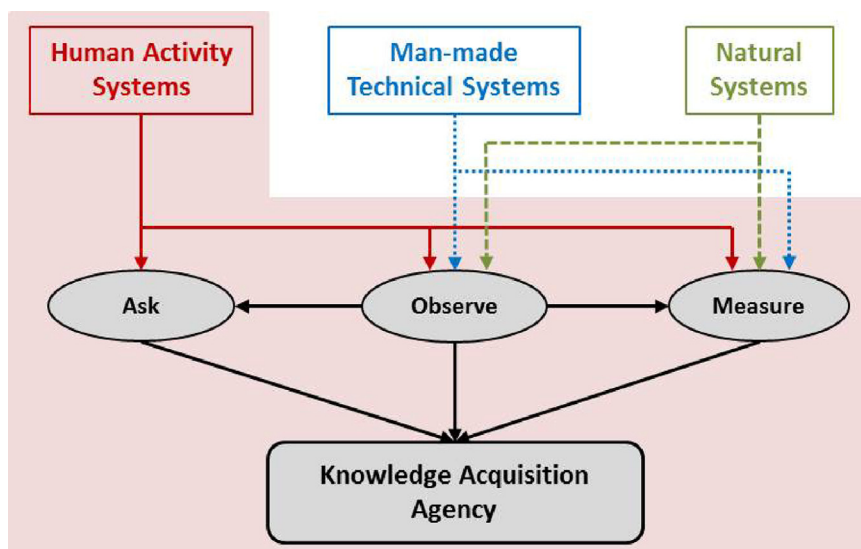 Human Activity
Systems
Man-made
Technical Systems
Natural
Systems
Ask
Observe
Measure
Knowledge Acquisition
Agency